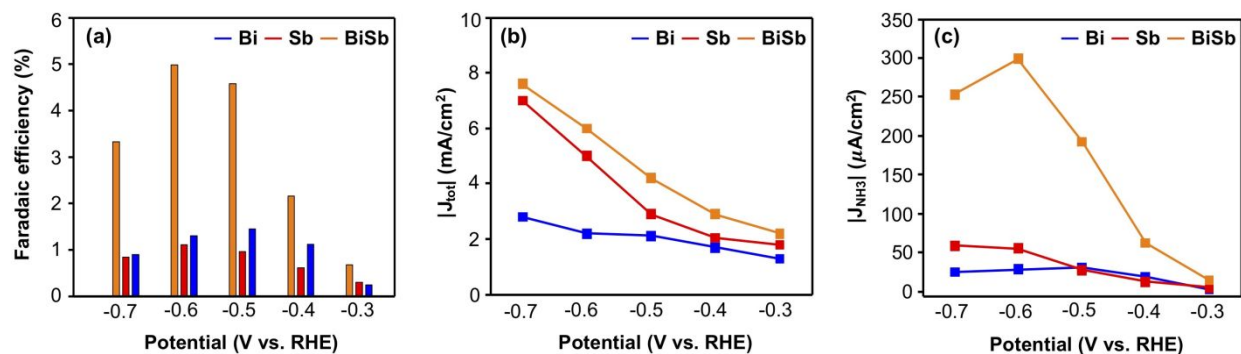 (a)
Bi Sb BiSb
Faradaic efficiency (%)
6
5
4
3
2
1
0
-0.7 -0.6 -0.5 -0.4 -0.3
Potential (V vs. RHE)
(b)
Bi Sb BiSb
|J_tot| (mA/cm²)
10
8
6
4
2
0
-0.7 -0.6 -0.5 -0.4 -0.3
Potential (V vs. RHE)
(c)
Bi Sb BiSb
|J_NH3| (μA/cm²)
350
300
250
200
150
100
50
0
-0.7 -0.6 -0.5 -0.4 -0.3
Potential (V vs. RHE)